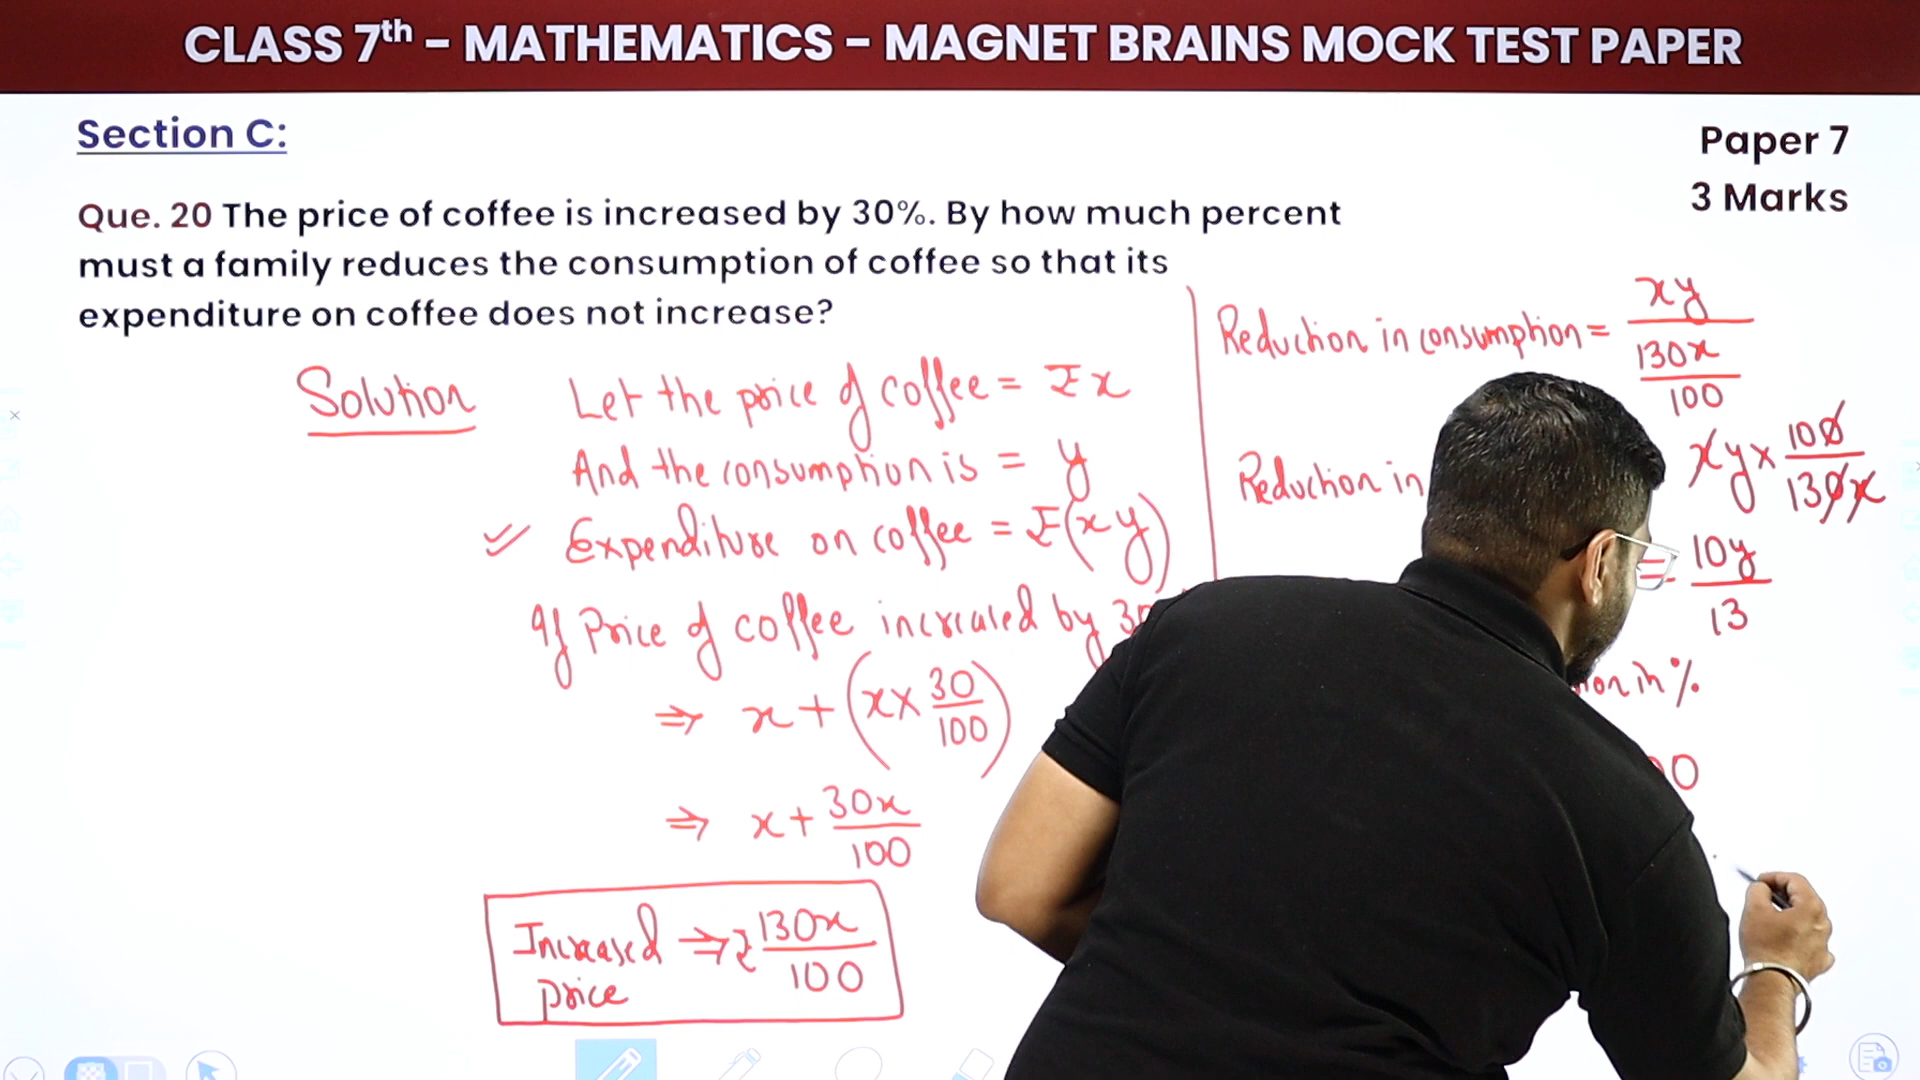 CLASS 7th - MATHEMATICS - MAGNET BRAINS MOCK TEST PAPER
Section C:
Paper 7
3 Marks
Que. 20 The price of coffee is increased by 30%. By how much percent
must a family reduces the consumption of coffee so that its
expenditure on coffee does not increase?
Solution
Let the price of coffee = ₹ x
And the consumption is = y
Expenditure on coffee = ₹(xy)
If Price of coffee increased by 30
⇒ x + (x × 30/100)
⇒ x + 30x/100
Increased price ⇒ ₹ 130x/100
Reduction in consumption = xy / (130x/100)
Reduction in xy × 100/130x
= 10y/13
in %